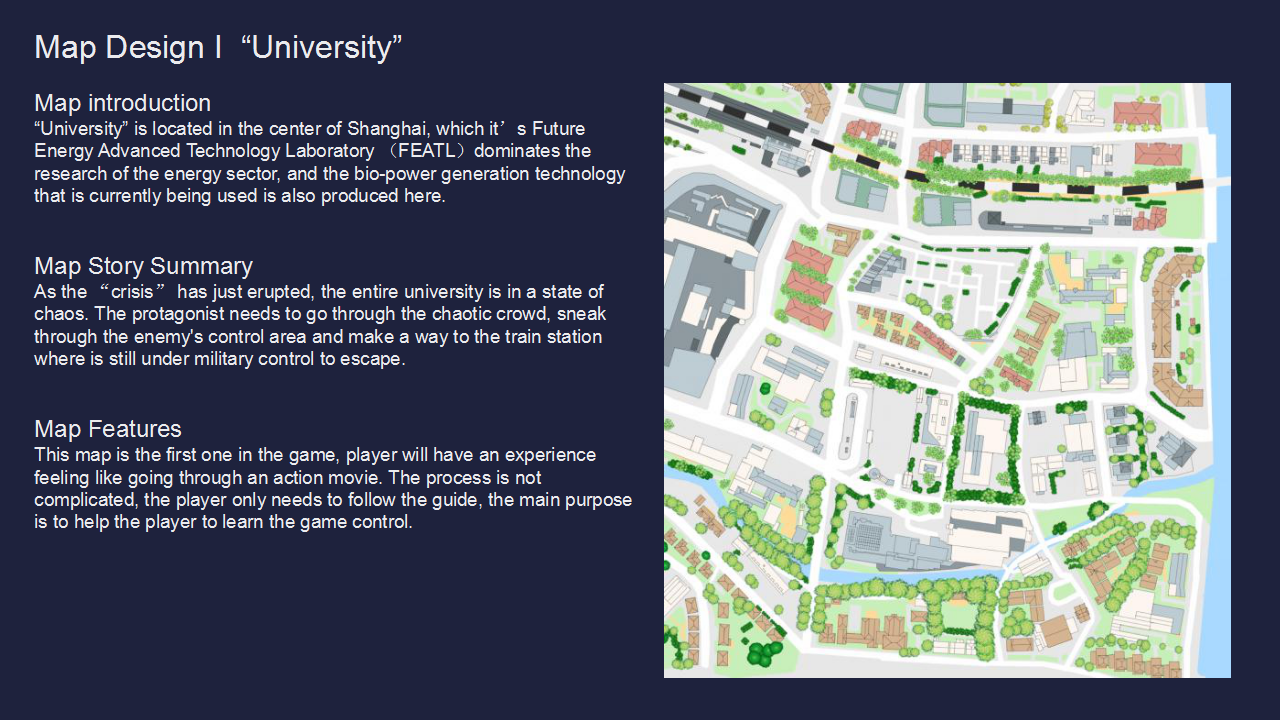 Map Design I “University”
Map introduction
“University” is located in the center of Shanghai, which it’s Future
Energy Advanced Technology Laboratory （FEATL）dominates the
research of the energy sector, and the bio-power generation technology
that is currently being used is also produced here.
Map Story Summary
As the “crisis” has just erupted, the entire university is in a state of
chaos. The protagonist needs to go through the chaotic crowd, sneak
through the enemy's control area and make a way to the train station
where is still under military control to escape.
Map Features
This map is the first one in the game, player will have an experience
feeling like going through an action movie. The process is not
complicated, the player only needs to follow the guide, the main purpose
is to help the player to learn the game control.